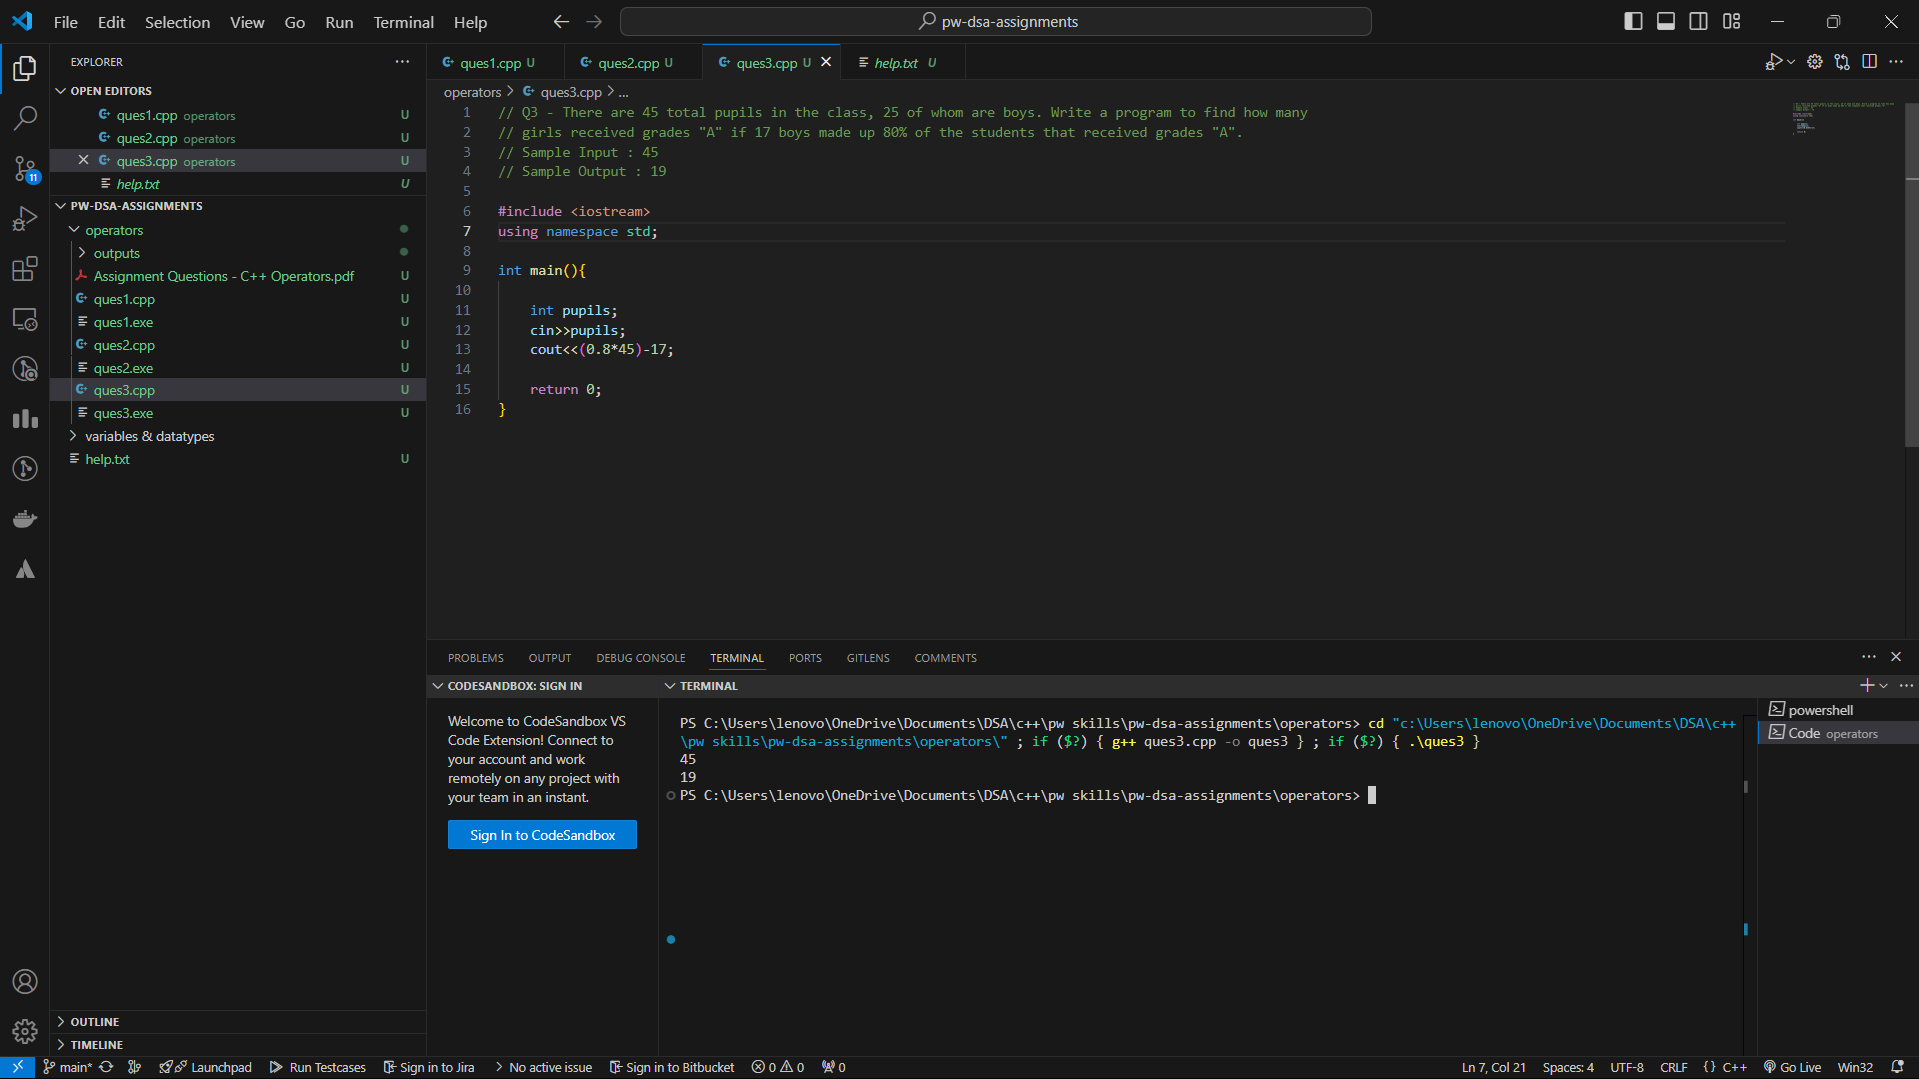 File Edit Selection View Go Run Terminal Help
pw-dsa-assignments
EXPLORER
OPEN EDITORS
ques1.cpp operators U
ques2.cpp operators U
ques3.cpp operators U
help.txt U
PW-DSA-ASSIGNMENTS
operators
outputs
Assignment Questions - C++ Operators.pdf U
ques1.cpp U
ques1.exe U
ques2.cpp U
ques2.exe U
ques3.cpp U
ques3.exe U
variables & datatypes
help.txt U
OUTLINE
TIMELINE
11
ques1.cpp U
ques2.cpp U
ques3.cpp U
help.txt U
operators > ques3.cpp > ...
1 // Q3 - There are 45 total pupils in the class, 25 of whom are boys. Write a program to find how many
2 // girls received grades "A" if 17 boys made up 80% of the students that received grades "A".
3 // Sample Input : 45
4 // Sample Output : 19
5
6 #include <iostream>
7 using namespace std;
8
9 int main(){
10
11 int pupils;
12 cin>>pupils;
13 cout<<(0.8*45)-17;
14
15 return 0;
16 }
PROBLEMS OUTPUT DEBUG CONSOLE TERMINAL PORTS GITLENS COMMENTS
CODESANDBOX: SIGN IN
Welcome to CodeSandbox VS
Code Extension! Connect to
your account and work
remotely on any project with
your team in an instant.
Sign In to CodeSandbox
TERMINAL
PS C:\Users\lenovo\OneDrive\Documents\DSA\c++\pw skills\pw-dsa-assignments\operators> cd "c:\Users\lenovo\OneDrive\Documents\DSA\c++
\pw skills\pw-dsa-assignments\operators\" ; if ($?) { g++ ques3.cpp -o ques3 } ; if ($?) { .\ques3 }
45
19
PS C:\Users\lenovo\OneDrive\Documents\DSA\c++\pw skills\pw-dsa-assignments\operators>
powershell
Code operators
main* Launchpad Run Testcases Sign in to Jira No active issue Sign in to Bitbucket 0 0 0 Ln 7, Col 21 Spaces: 4 UTF-8 CRLF {} C++ Go Live Win32